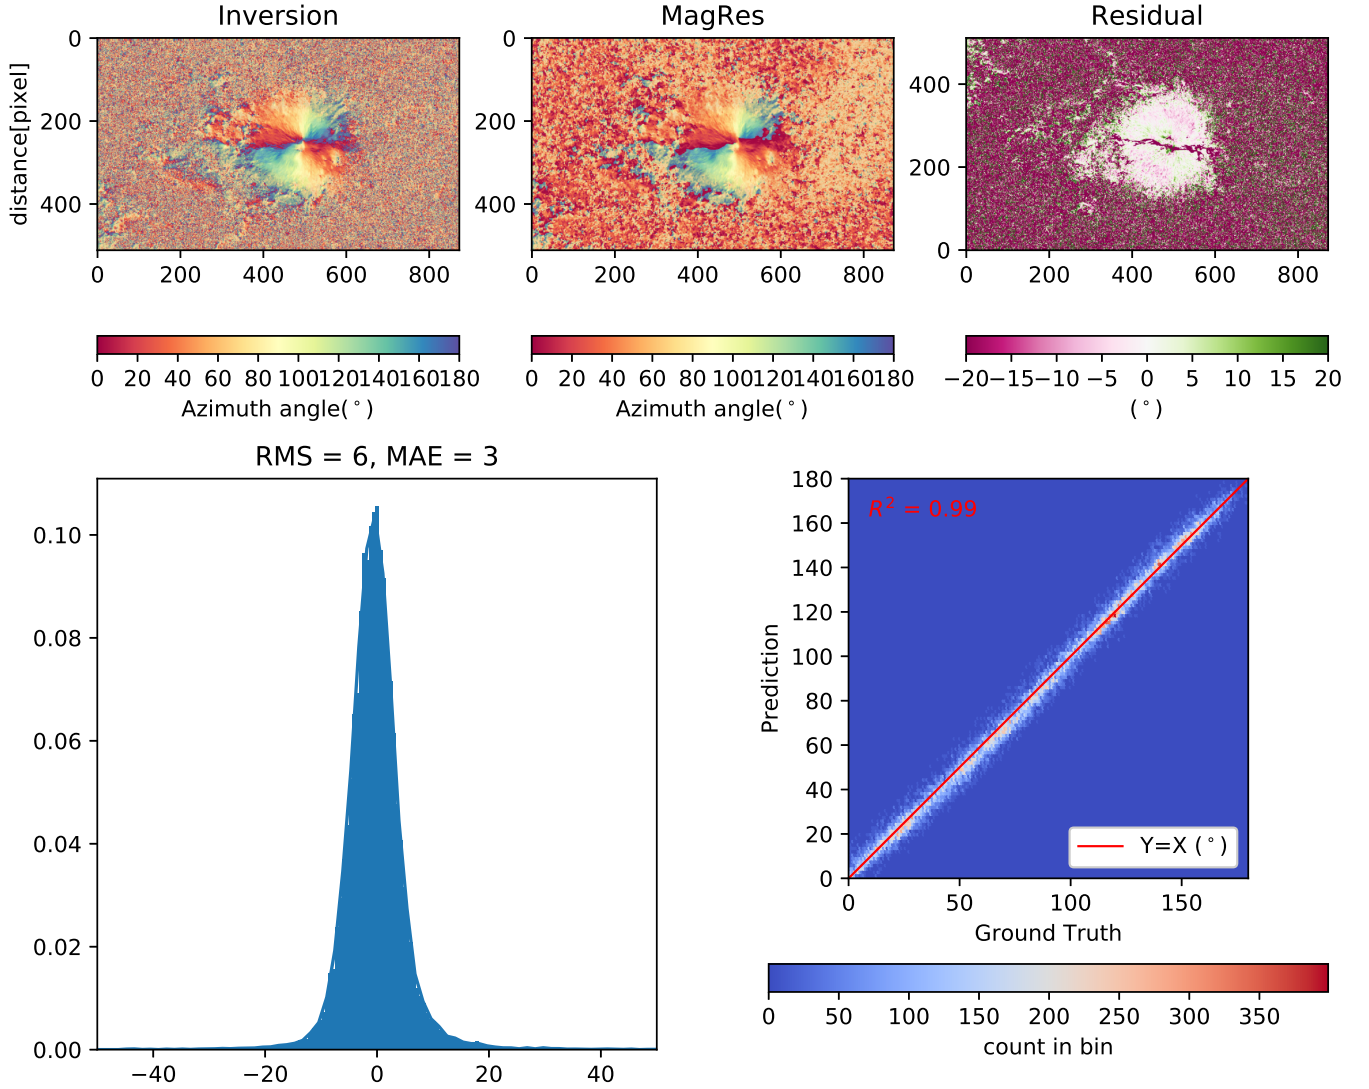 Inversion
MagRes
Residual
distance[pixel]
0
200
400
0 200 400 600 800
0
200
400
0 200 400 600 800
400
200
0
0 200 400 600 800
0 20 40 60 80 100 120 140 160 180
Azimuth angle(°)
0 20 40 60 80 100 120 140 160 180
Azimuth angle(°)
−20 −15 −10 −5 0 5 10 15 20
(°)
RMS = 6, MAE = 3
0.10
0.08
0.06
0.04
0.02
0.00
−40 −20 0 20 40
R² = 0.99
Prediction
180
160
140
120
100
80
60
40
20
0
Y=X (°)
0 50 100 150
Ground Truth
0 50 100 150 200 250 300 350
count in bin